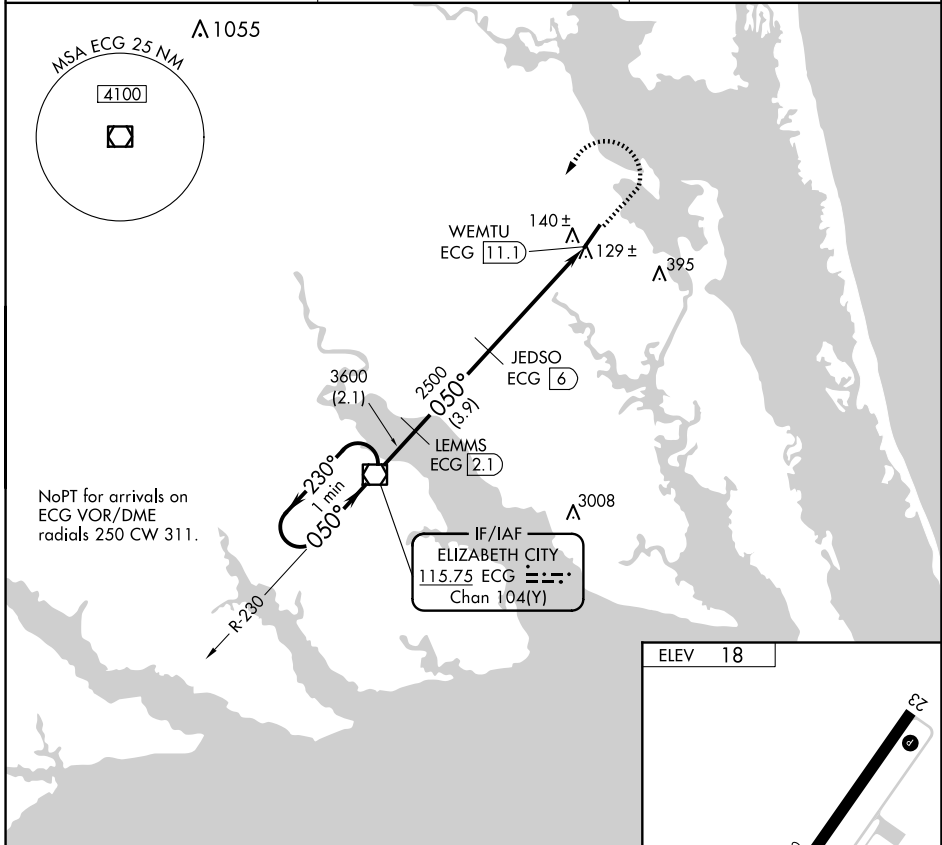 1055
MSA ECG 25 NM
4100
140 ±
WEMTU
ECG 11.1
129 ±
395
JEDSO
ECG 6
3600
(2.1)
2500
050°
(3.9)
LEMMS
ECG 2.1
230°
1 min
050°
NoPT for arrivals on
ECG VOR/DME
radials 250 CW 311.
3008
IF/IAF
ELIZABETH CITY
115.75 ECG
Chan 104(Y)
R-230
ELEV 18
23
P